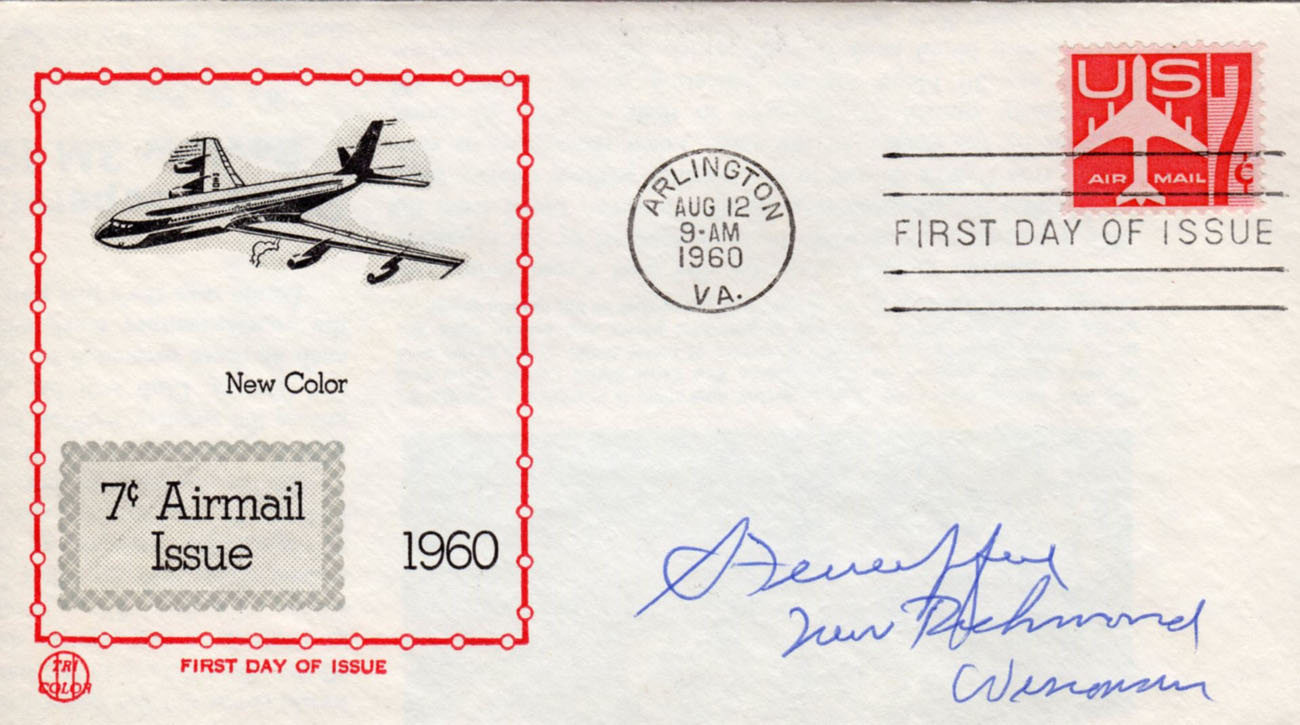 US 7¢
AIR MAIL
ARLINGTON
AUG 12
9-AM
1960
VA.
FIRST DAY OF ISSUE
New Color
7¢ Airmail
Issue
1960
FIRST DAY OF ISSUE
TRI
COLOR
New Richmond
Wisconsin